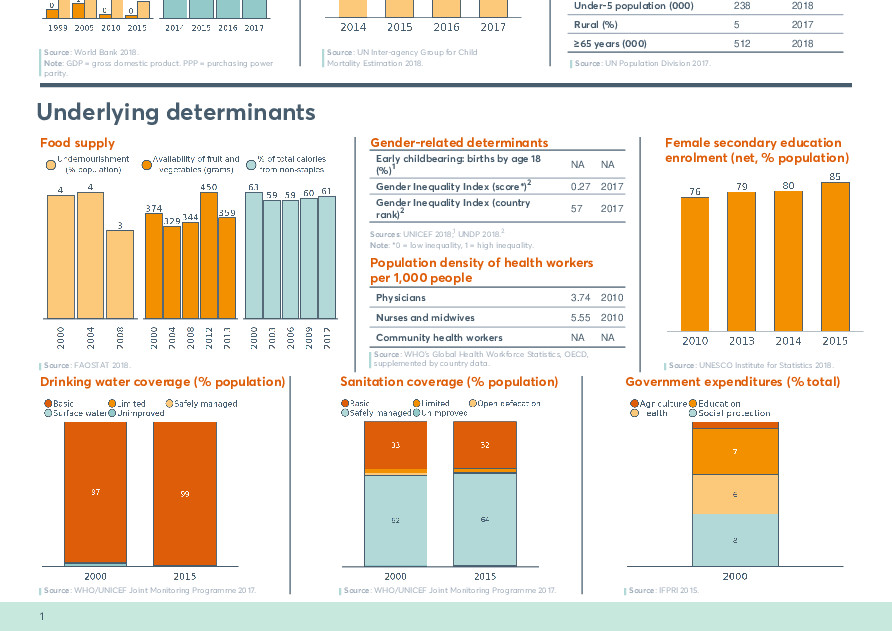 0 0 0
1999 2005 2010 2015
2014 2015 2016 2017
Source: World Bank 2018.
Note: GDP = gross domestic product. PPP = purchasing power
parity.
2014 2015 2016 2017
Source: UN Inter-agency Group for Child
Mortality Estimation 2018.
Under-5 population (000) 238 2018
Rural (%) 5 2017
≥65 years (000) 512 2018
Source: UN Population Division 2017.
Underlying determinants
Food supply
Undernourishment
(% population)
Availability of fruit and
vegetables (grams)
% of total calories
from non-staples
4 4 3
374 329 344 450 359
63 59 59 60 61
2000 2004 2008
2000 2004 2008 2012 2013
2000 2003 2006 2009 2012
Source: FAOSTAT 2018.
Gender-related determinants
Early childbearing: births by age 18
(%)1 NA NA
Gender Inequality Index (score*)2 0.27 2017
Gender Inequality Index (country
rank)2 57 2017
Sources: UNICEF 2018,1 UNDP 2018.2
Note: *0 = low inequality, 1 = high inequality.
Population density of health workers
per 1,000 people
Physicians 3.74 2010
Nurses and midwives 5.55 2010
Community health workers NA NA
Source: WHO's Global Health Workforce Statistics, OECD,
supplemented by country data.
Female secondary education
enrolment (net, % population)
76 79 80 85
2010 2013 2014 2015
Source: UNESCO Institute for Statistics 2018.
Drinking water coverage (% population)
Basic Limited Safely managed
Surface water Unimproved
97 99
2000 2015
Source: WHO/UNICEF Joint Monitoring Programme 2017.
Sanitation coverage (% population)
Basic Limited Open defecation
Safely managed Unimproved
33 32
62 64
2000 2015
Source: WHO/UNICEF Joint Monitoring Programme 2017.
Government expenditures (% total)
Agriculture Education
Health Social protection
7
6
2000
Source: IFPRI 2015.
1